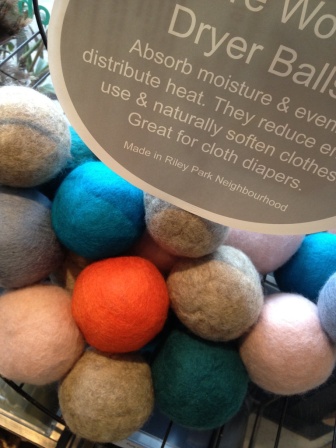 Wo
Dryer Balls
Absorb moisture & even
distribute heat. They reduce en
use & naturally soften clothes
Great for cloth diapers.
Made in Riley Park Neighbourhood